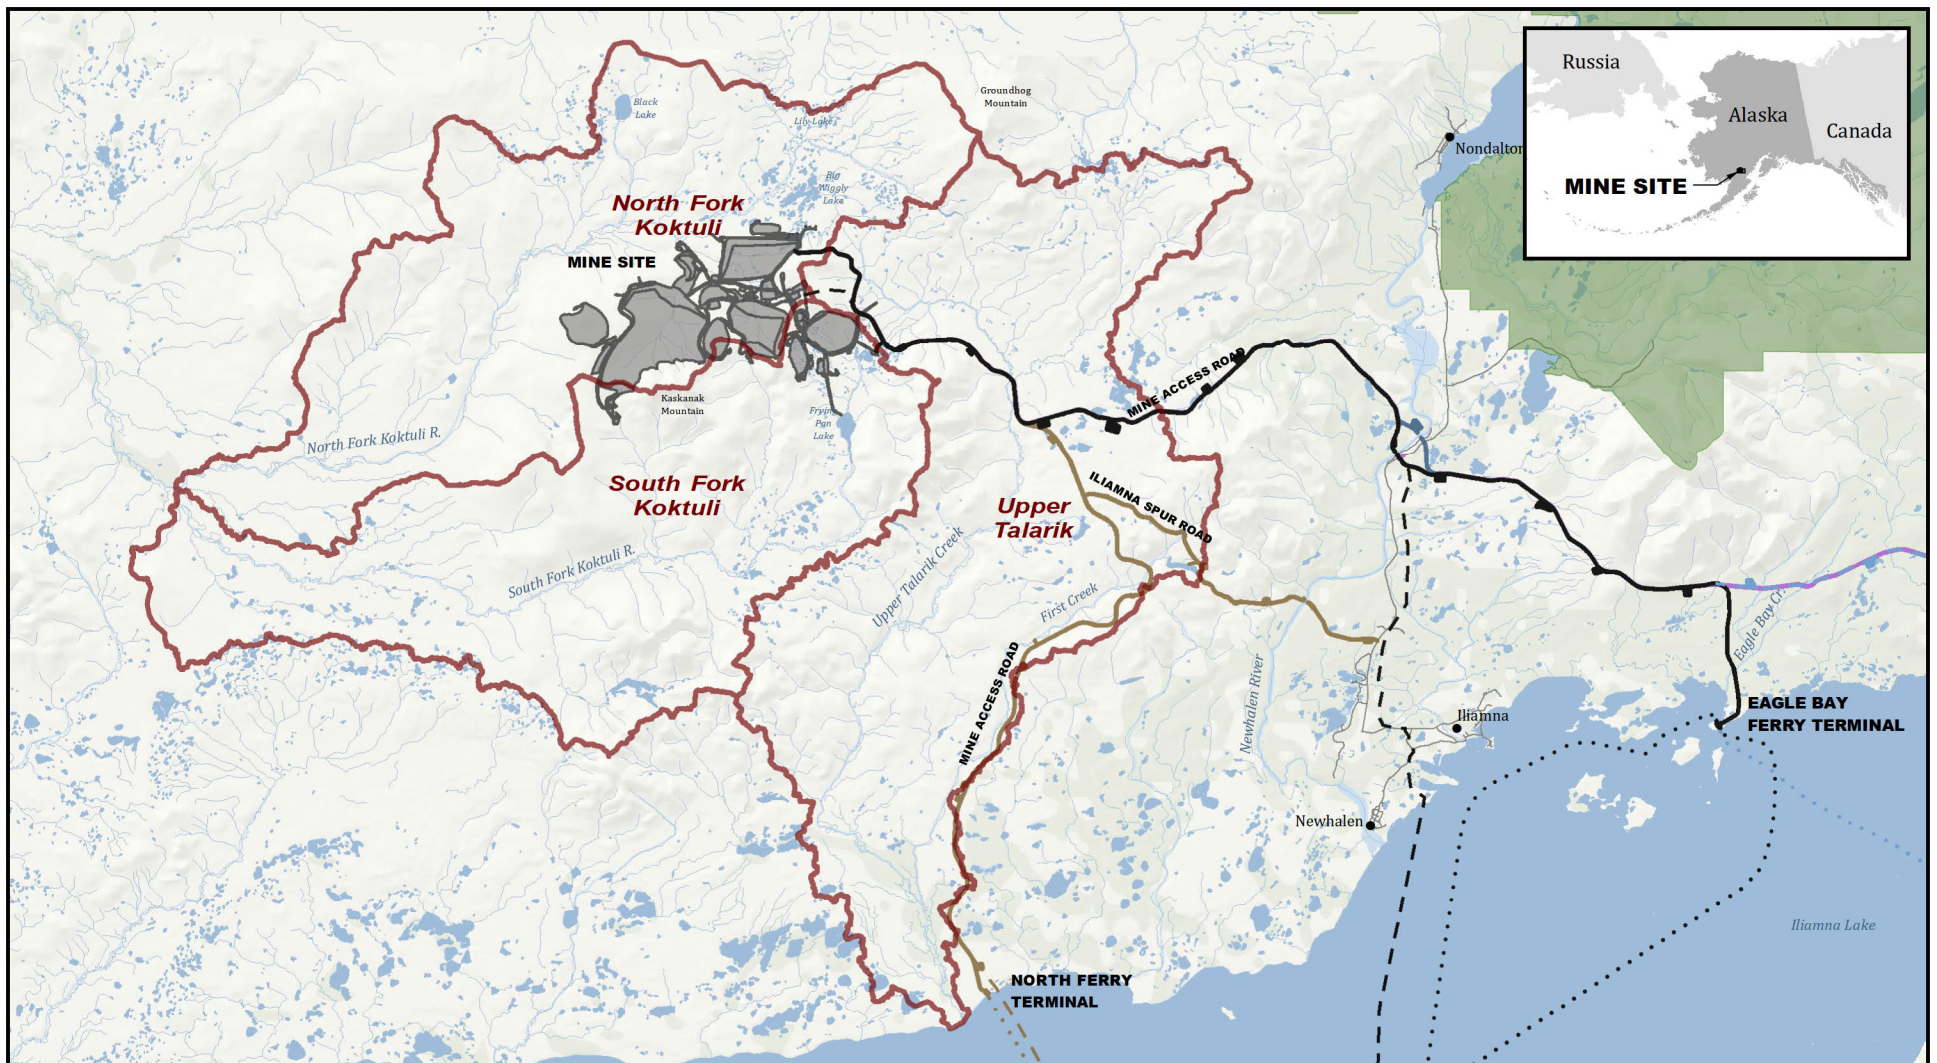 Russia
Alaska
Canada
MINE SITE
Groundhog
Mountain
Black
Lake
Lily Lake
Nondalton
Big
Wiggly
Lake
North Fork
Koktuli
MINE SITE
MINE ACCESS ROAD
Kaskanak
Mountain
Frying
Pan
Lake
North Fork Koktuli R.
South Fork
Koktuli
ILIAMNA SPUR ROAD
Upper
Talarik
South Fork Koktuli R.
Upper Talarik Creek
First Creek
Eagle Bay Cr.
MINE ACCESS ROAD
Newhalen River
EAGLE BAY
FERRY TERMINAL
Iliamna
Newhalen
Iliamna Lake
NORTH FERRY
TERMINAL